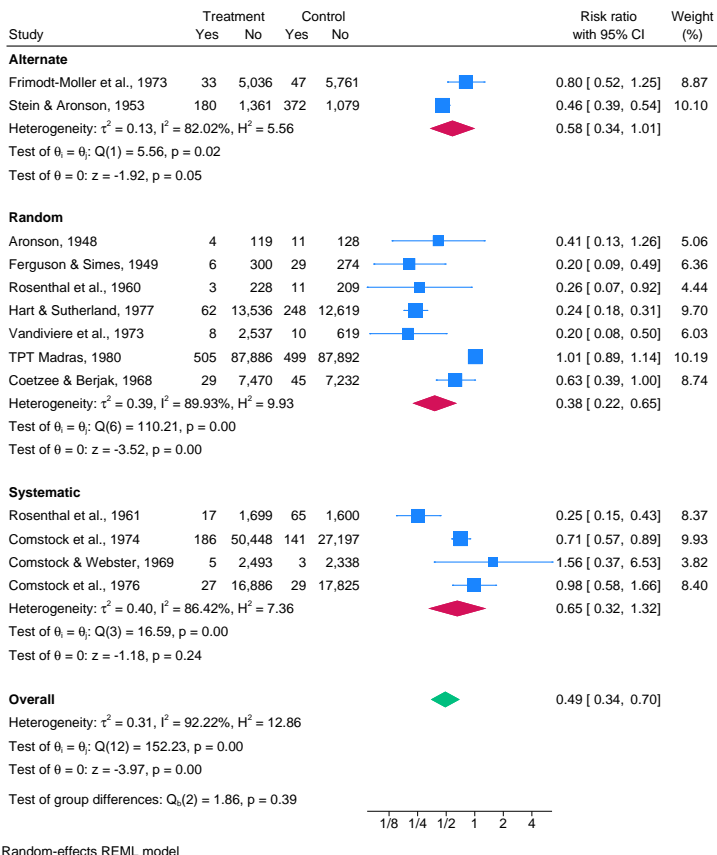 Treatment Control Risk ratio Weight
Study Yes No Yes No with 95% CI (%)
Alternate
Frimodt-Moller et al., 1973 33 5,036 47 5,761 0.80 [ 0.52, 1.25] 8.87
Stein & Aronson, 1953 180 1,361 372 1,079 0.46 [ 0.39, 0.54] 10.10
Heterogeneity: τ² = 0.13, I² = 82.02%, H² = 5.56 0.58 [ 0.34, 1.01]
Test of θᵢ = θⱼ: Q(1) = 5.56, p = 0.02
Test of θ = 0: z = -1.92, p = 0.05
Random
Aronson, 1948 4 119 11 128 0.41 [ 0.13, 1.26] 5.06
Ferguson & Simes, 1949 6 300 29 274 0.20 [ 0.09, 0.49] 6.36
Rosenthal et al., 1960 3 228 11 209 0.26 [ 0.07, 0.92] 4.44
Hart & Sutherland, 1977 62 13,536 248 12,619 0.24 [ 0.18, 0.31] 9.70
Vandiviere et al., 1973 8 2,537 10 619 0.20 [ 0.08, 0.50] 6.03
TPT Madras, 1980 505 87,886 499 87,892 1.01 [ 0.89, 1.14] 10.19
Coetzee & Berjak, 1968 29 7,470 45 7,232 0.63 [ 0.39, 1.00] 8.74
Heterogeneity: τ² = 0.39, I² = 89.93%, H² = 9.93 0.38 [ 0.22, 0.65]
Test of θᵢ = θⱼ: Q(6) = 110.21, p = 0.00
Test of θ = 0: z = -3.52, p = 0.00
Systematic
Rosenthal et al., 1961 17 1,699 65 1,600 0.25 [ 0.15, 0.43] 8.37
Comstock et al., 1974 186 50,448 141 27,197 0.71 [ 0.57, 0.89] 9.93
Comstock & Webster, 1969 5 2,493 3 2,338 1.56 [ 0.37, 6.53] 3.82
Comstock et al., 1976 27 16,886 29 17,825 0.98 [ 0.58, 1.66] 8.40
Heterogeneity: τ² = 0.40, I² = 86.42%, H² = 7.36 0.65 [ 0.32, 1.32]
Test of θᵢ = θⱼ: Q(3) = 16.59, p = 0.00
Test of θ = 0: z = -1.18, p = 0.24
Overall 0.49 [ 0.34, 0.70]
Heterogeneity: τ² = 0.31, I² = 92.22%, H² = 12.86
Test of θᵢ = θⱼ: Q(12) = 152.23, p = 0.00
Test of θ = 0: z = -3.97, p = 0.00
Test of group differences: Q_b(2) = 1.86, p = 0.39
1/8 1/4 1/2 1 2 4
Random-effects REML model